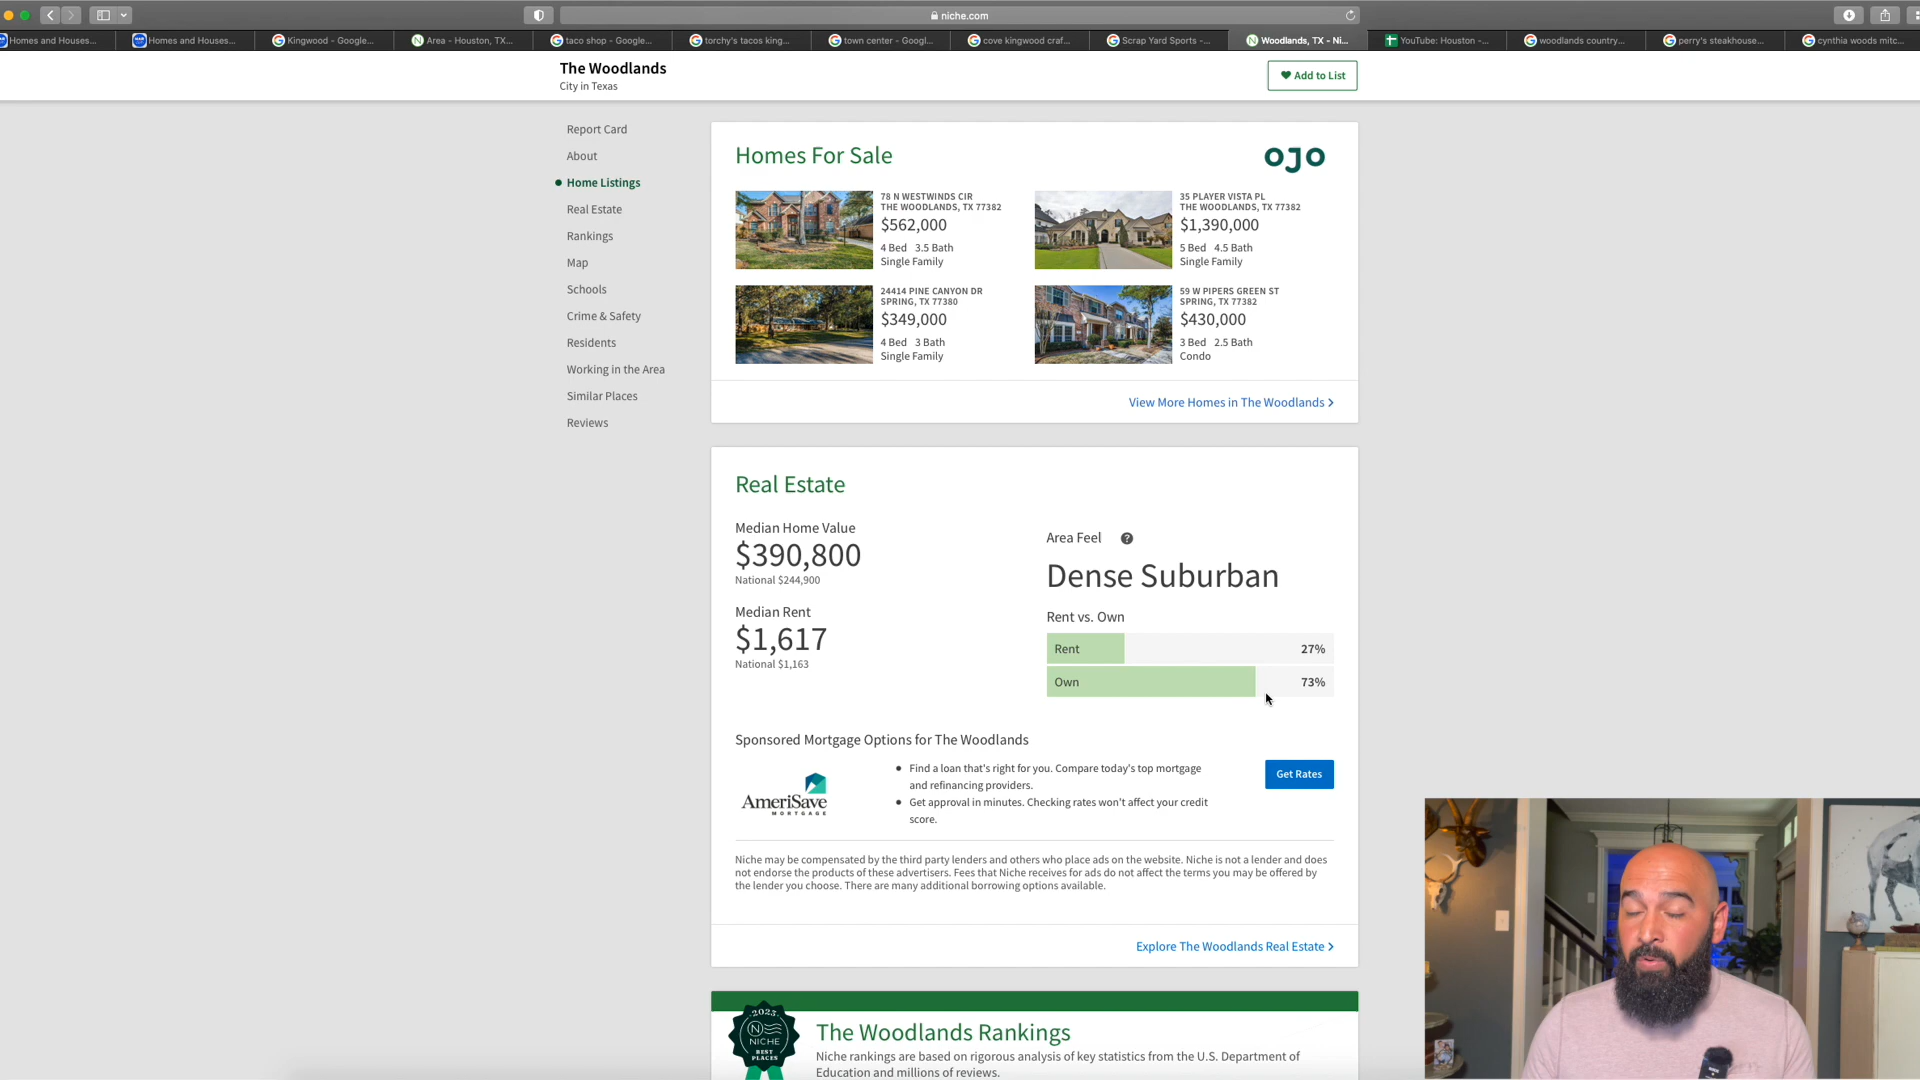 niche.com
Homes and Houses...
Homes and Houses...
Kingwood - Google...
Area - Houston, TX...
taco shop - Google...
torchy's tacos king...
town center - Googl...
cove kingwood craf...
Scrap Yard Sports -...
Woodlands, TX - Ni...
YouTube: Houston -...
woodlands country...
perry's steakhouse...
cynthia woods mitc...
The Woodlands
City in Texas
Add to List
Report Card
About
Home Listings
Real Estate
Rankings
Map
Schools
Crime & Safety
Residents
Working in the Area
Similar Places
Reviews
Homes For Sale
OJO
78 N WESTWINDS CIR
THE WOODLANDS, TX 77382
$562,000
4 Bed 3.5 Bath
Single Family
35 PLAYER VISTA PL
THE WOODLANDS, TX 77382
$1,390,000
5 Bed 4.5 Bath
Single Family
24414 PINE CANYON DR
SPRING, TX 77380
$349,000
4 Bed 3 Bath
Single Family
59 W PIPERS GREEN ST
SPRING, TX 77382
$430,000
3 Bed 2.5 Bath
Condo
View More Homes in The Woodlands
Real Estate
Median Home Value
$390,800
National $244,900
Median Rent
$1,617
National $1,163
Area Feel ?
Dense Suburban
Rent vs. Own
Rent 27%
Own 73%
Sponsored Mortgage Options for The Woodlands
AmeriSave
MORTGAGE
Find a loan that's right for you. Compare today's top mortgage
and refinancing providers.
Get approval in minutes. Checking rates won't affect your credit
score.
Get Rates
Niche may be compensated by the third party lenders and others who place ads on the website. Niche is not a lender and does
not endorse the products of these advertisers. Fees that Niche receives for ads do not affect the terms you may be offered by
the lender you choose. There are many additional borrowing options available.
Explore The Woodlands Real Estate
2023
N
NICHE
BEST
PLACES
The Woodlands Rankings
Niche rankings are based on rigorous analysis of key statistics from the U.S. Department of
Education and millions of reviews.